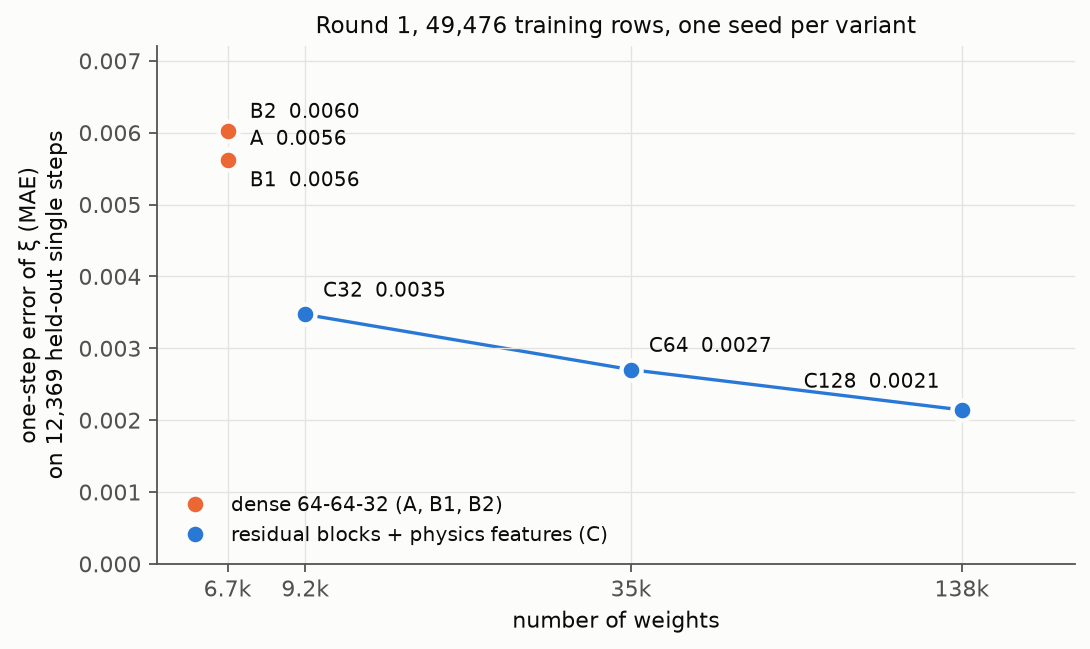 Round 1, 49,476 training rows, one seed per variant
one-step error of ξ (MAE)
on 12,369 held-out single steps
0.007
0.006
0.005
0.004
0.003
0.002
0.001
0.000
B2 0.0060
A 0.0056
B1 0.0056
C32 0.0035
C64 0.0027
C128 0.0021
dense 64-64-32 (A, B1, B2)
residual blocks + physics features (C)
6.7k 9.2k 35k 138k
number of weights